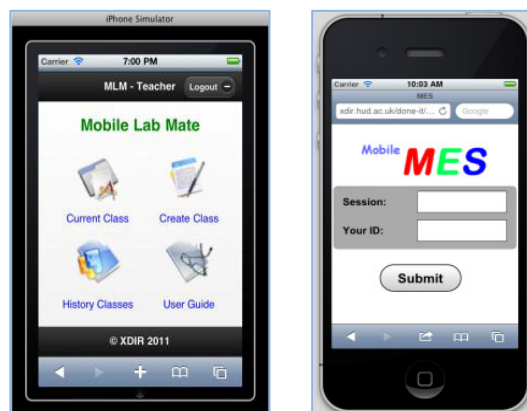 iPhone Simulator
Carrier 7:00 PM
MLM - Teacher Logout
Mobile Lab Mate
Current Class Create Class
History Classes User Guide
© XDIR 2011
Carrier 10:03 AM
MES
xdir.hud.ac.uk/done-it/... Google
Mobile MES
Session:
Your ID:
Submit